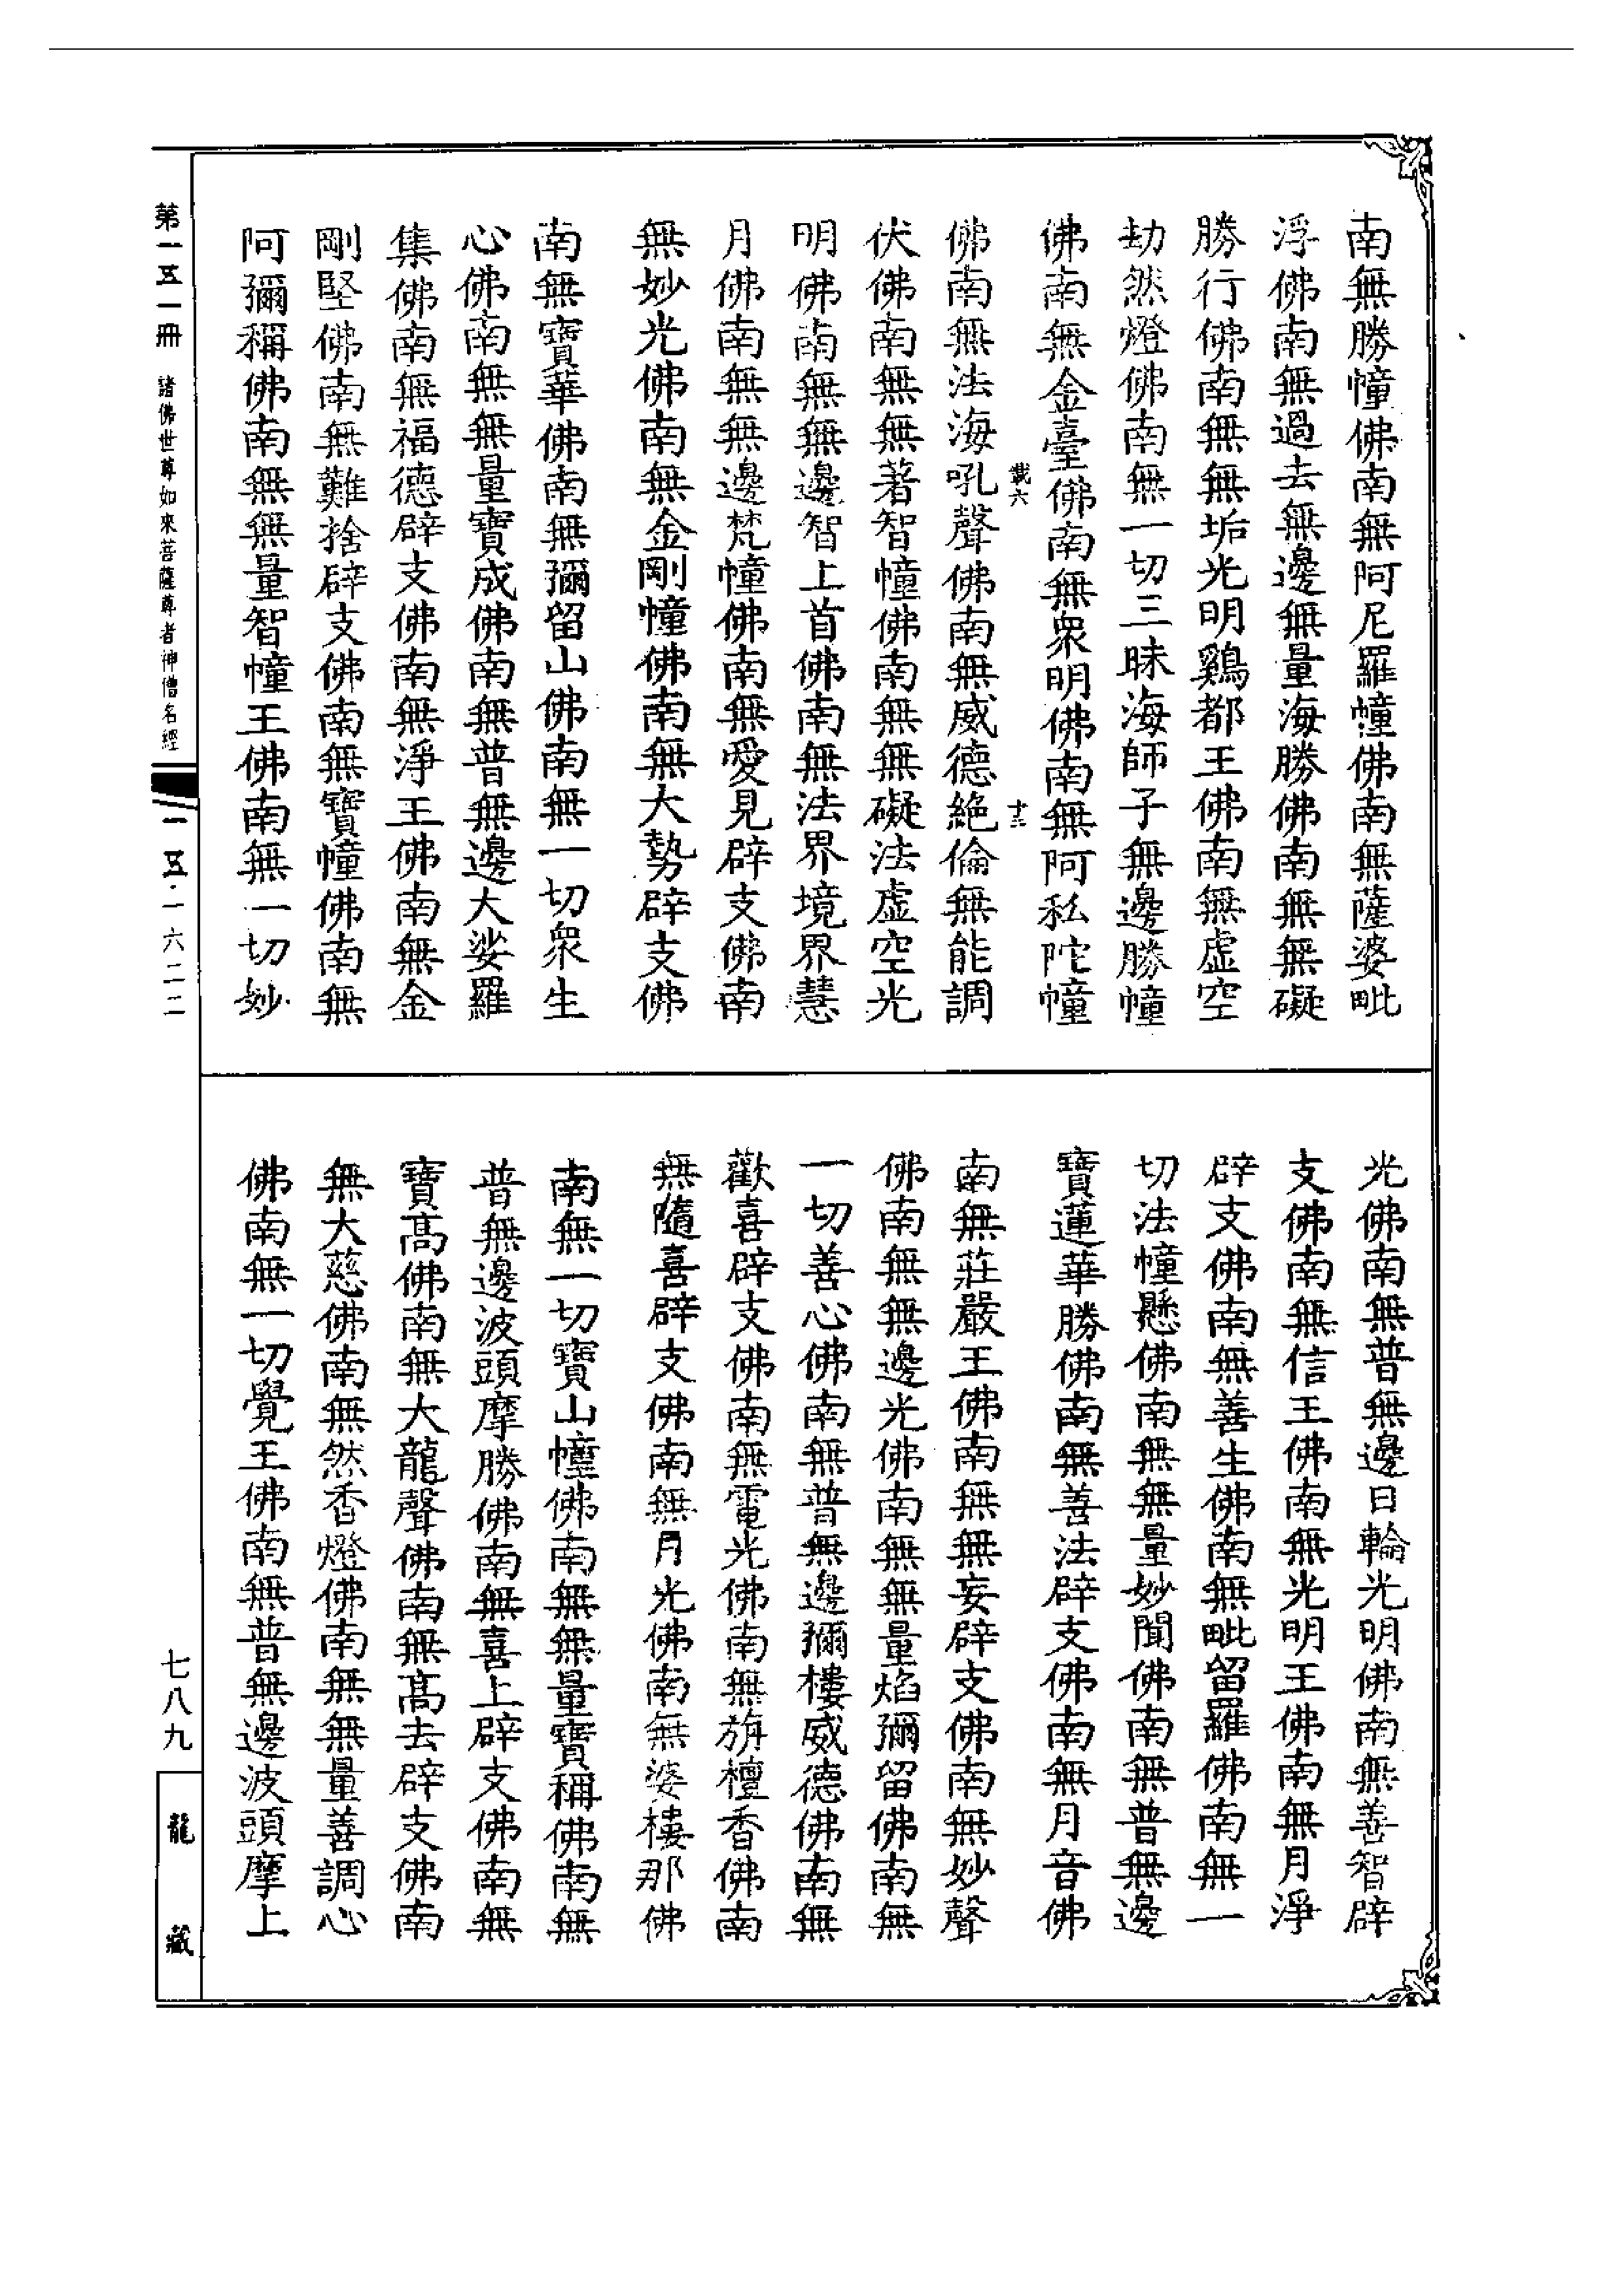 南無勝幢佛南無阿尼羅幢佛南無薩婆毗
浮佛南無過去無邊無量海勝佛南無無礙
勝行佛南無無垢光明鷄都王佛南無虛空
劫然燈佛南無一切三昧海師子無邊勝幢
佛南無金臺佛南無衆明佛南無阿私陀幢
載六
十三
佛南無法海吼聲佛南無威德絶倫無能調
伏佛南無無著智幢佛南無無礙法虛空光
明佛南無無邊智上首佛南無法界境界慧
月佛南無無邊梵幢佛南無愛見辟支佛南
無妙光佛南無金剛幢佛南無大勢辟支佛
南無寶華佛南無彌留山佛南無一切衆生
心佛南無無量寶成佛南無普無邊大娑羅
集佛南無福德辟支佛南無淨王佛南無金
剛堅佛南無難捨辟支佛南無寶幢佛南無
阿彌稱佛南無無量智幢王佛南無一切妙
光佛南無普無邊日輪光明佛南無善智辟
支佛南無信王佛南無光明王佛南無月淨
辟支佛南無善生佛南無毗留羅佛南無一
切法幢懸佛南無無量妙聞佛南無普無邊
寶蓮華勝佛南無善法辟支佛南無月音佛
南無莊嚴王佛南無無妄辟支佛南無妙聲
佛南無無邊光佛南無無量焰彌留佛南無
一切善心佛南無普無邊彌樓威德佛南無
歡喜辟支佛南無電光佛南無旃檀香佛南
無隨喜辟支佛南無月光佛南無婆樓那佛
南無一切寶山幢佛南無無量寶稱佛南無
普無邊波頭摩勝佛南無喜上辟支佛南無
寶高佛南無大龍聲佛南無高去辟支佛南
無大慈佛南無然香燈佛南無無量善調心
佛南無一切覺王佛南無普無邊波頭摩上
第一五一冊 諸佛世尊如來菩薩尊者神僧名經
一五·一六二二
七八九
龍藏